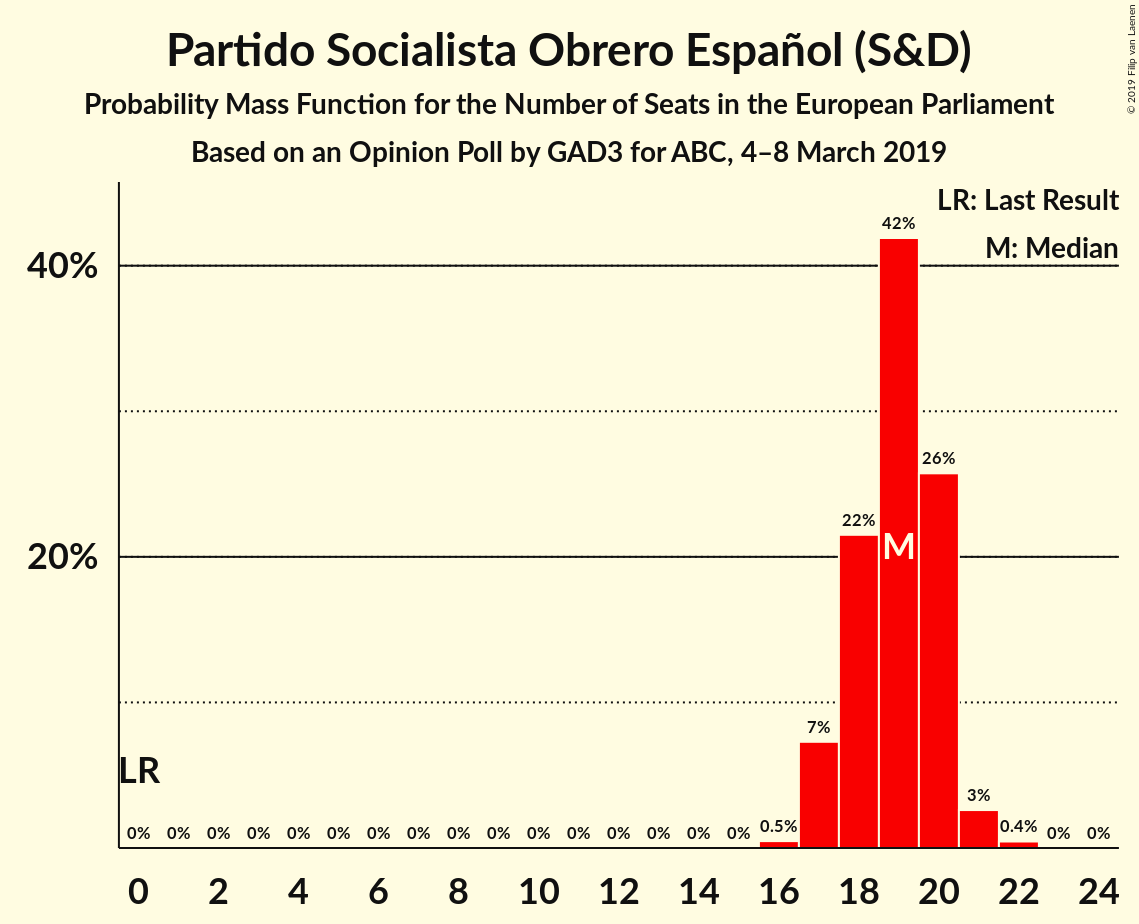 Partido Socialista Obrero Español (S&D)
Probability Mass Function for the Number of Seats in the European Parliament
Based on an Opinion Poll by GAD3 for ABC, 4–8 March 2019
© 2019 Filip van Laenen
LR: Last Result
M: Median
42%
40%
26%
22%
M
20%
7%
LR
3%
0% 0% 0% 0% 0% 0% 0% 0% 0% 0% 0% 0% 0% 0% 0% 0% 0.5% 0.4% 0% 0%
0 2 4 6 8 10 12 14 16 18 20 22 24